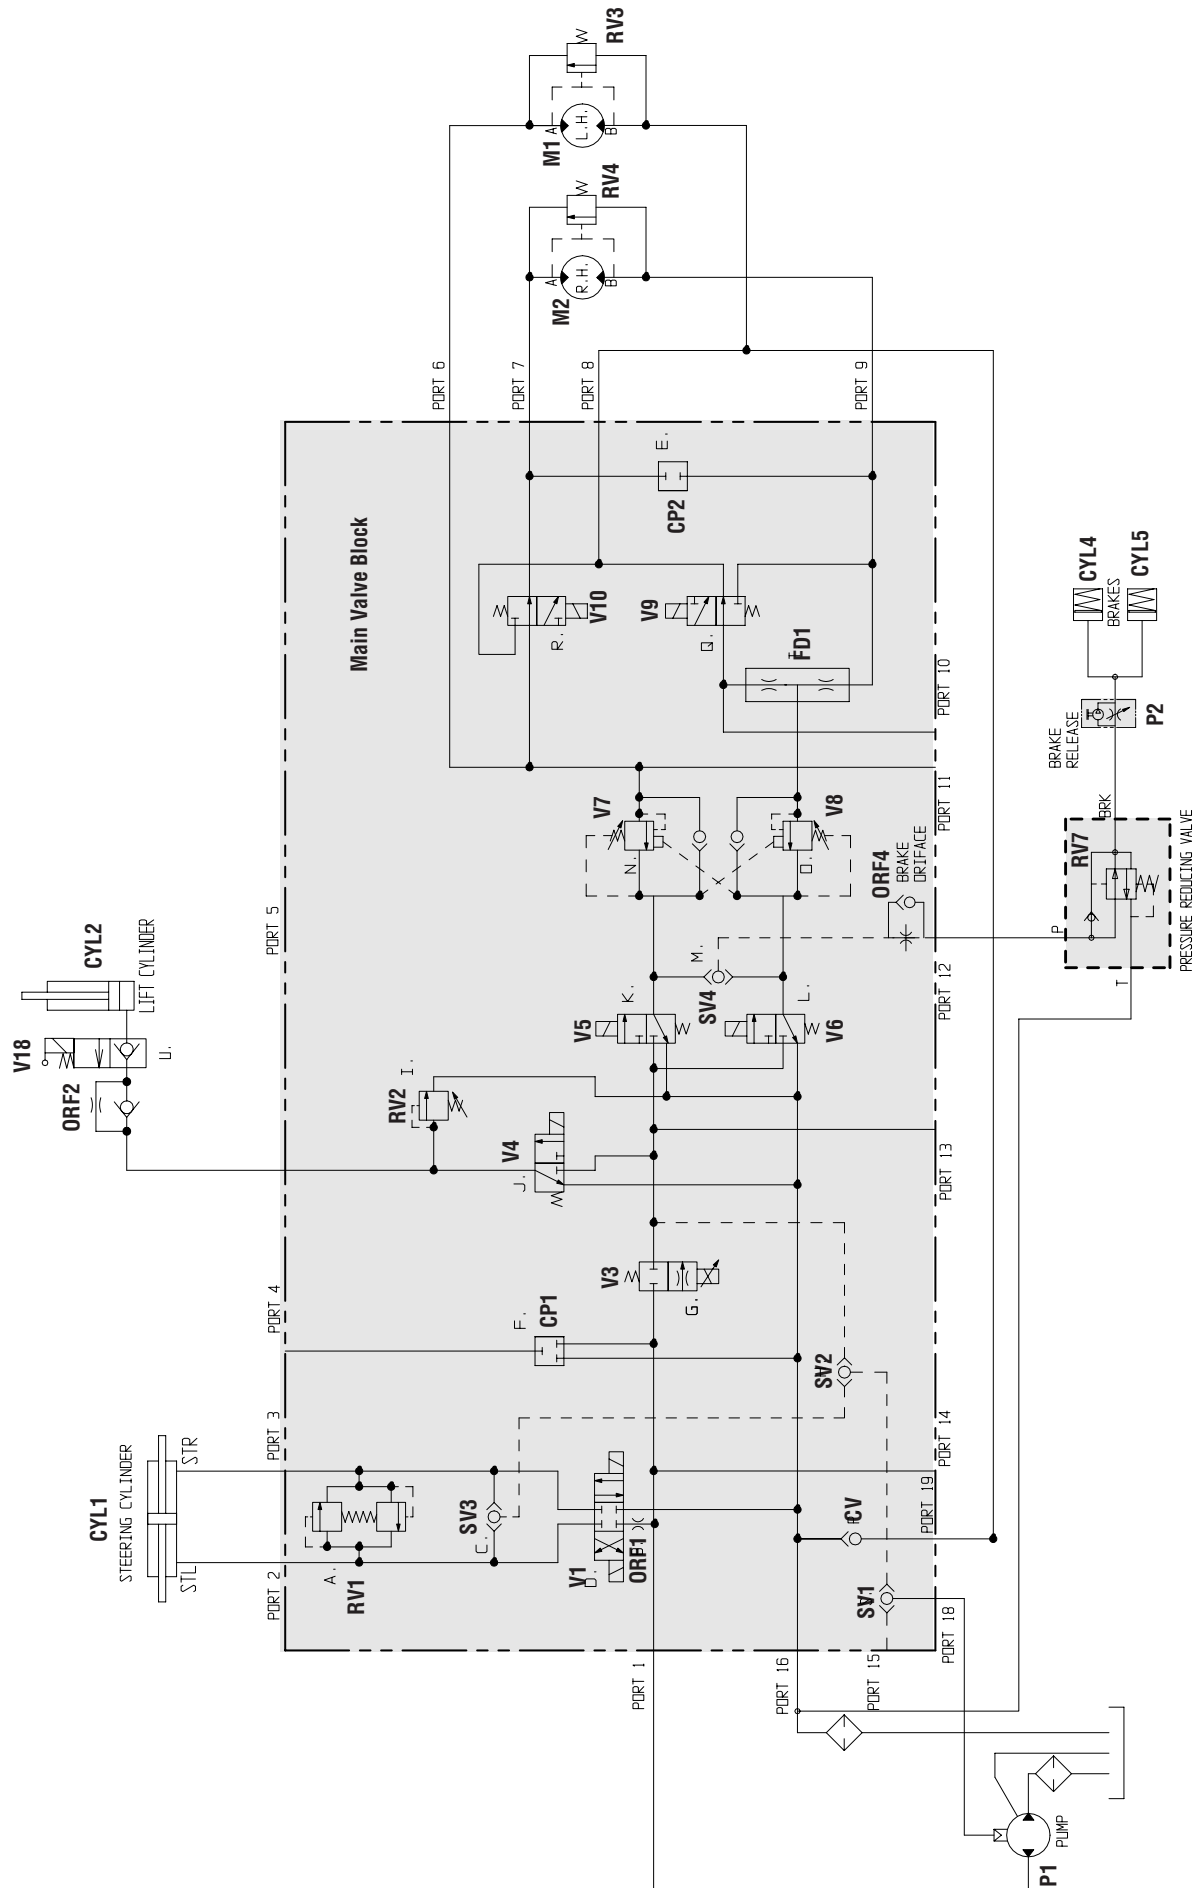 RV3
A
L.H.
B
M1
RV4
A
R.H.
B
M2
PORT 6
PORT 7
PORT 8
PORT 9
Main Valve Block
E.
CP2
V10
R.
V9
Q.
FD1
PORT 10
CYL4
BRAKES
CYL5
BRAKE
RELEASE
P2
BRK
V7
N.
V8
O.
PORT 11
RV7
P
T
PRESSURE REDUCING VALVE
ORF4
BRAKE
ORIFACE
PORT 5
CYL2
LIFT CYLINDER
V18
U.
ORF2
M.
SV4
K.
V5
L.
V6
PORT 12
I.
RV2
V4
J.
PORT 13
PORT 4
V3
G.
F.
CP1
SV2
PORT 3
PORT 14
CYL1
STEERING CYLINDER
STR
STL
PORT 2
A.
RV1
SV3
C.
V1
D.
ORF1
CV
PORT 19
SV1
PORT 18
PORT 1
PORT 16
PORT 15
PUMP
P1